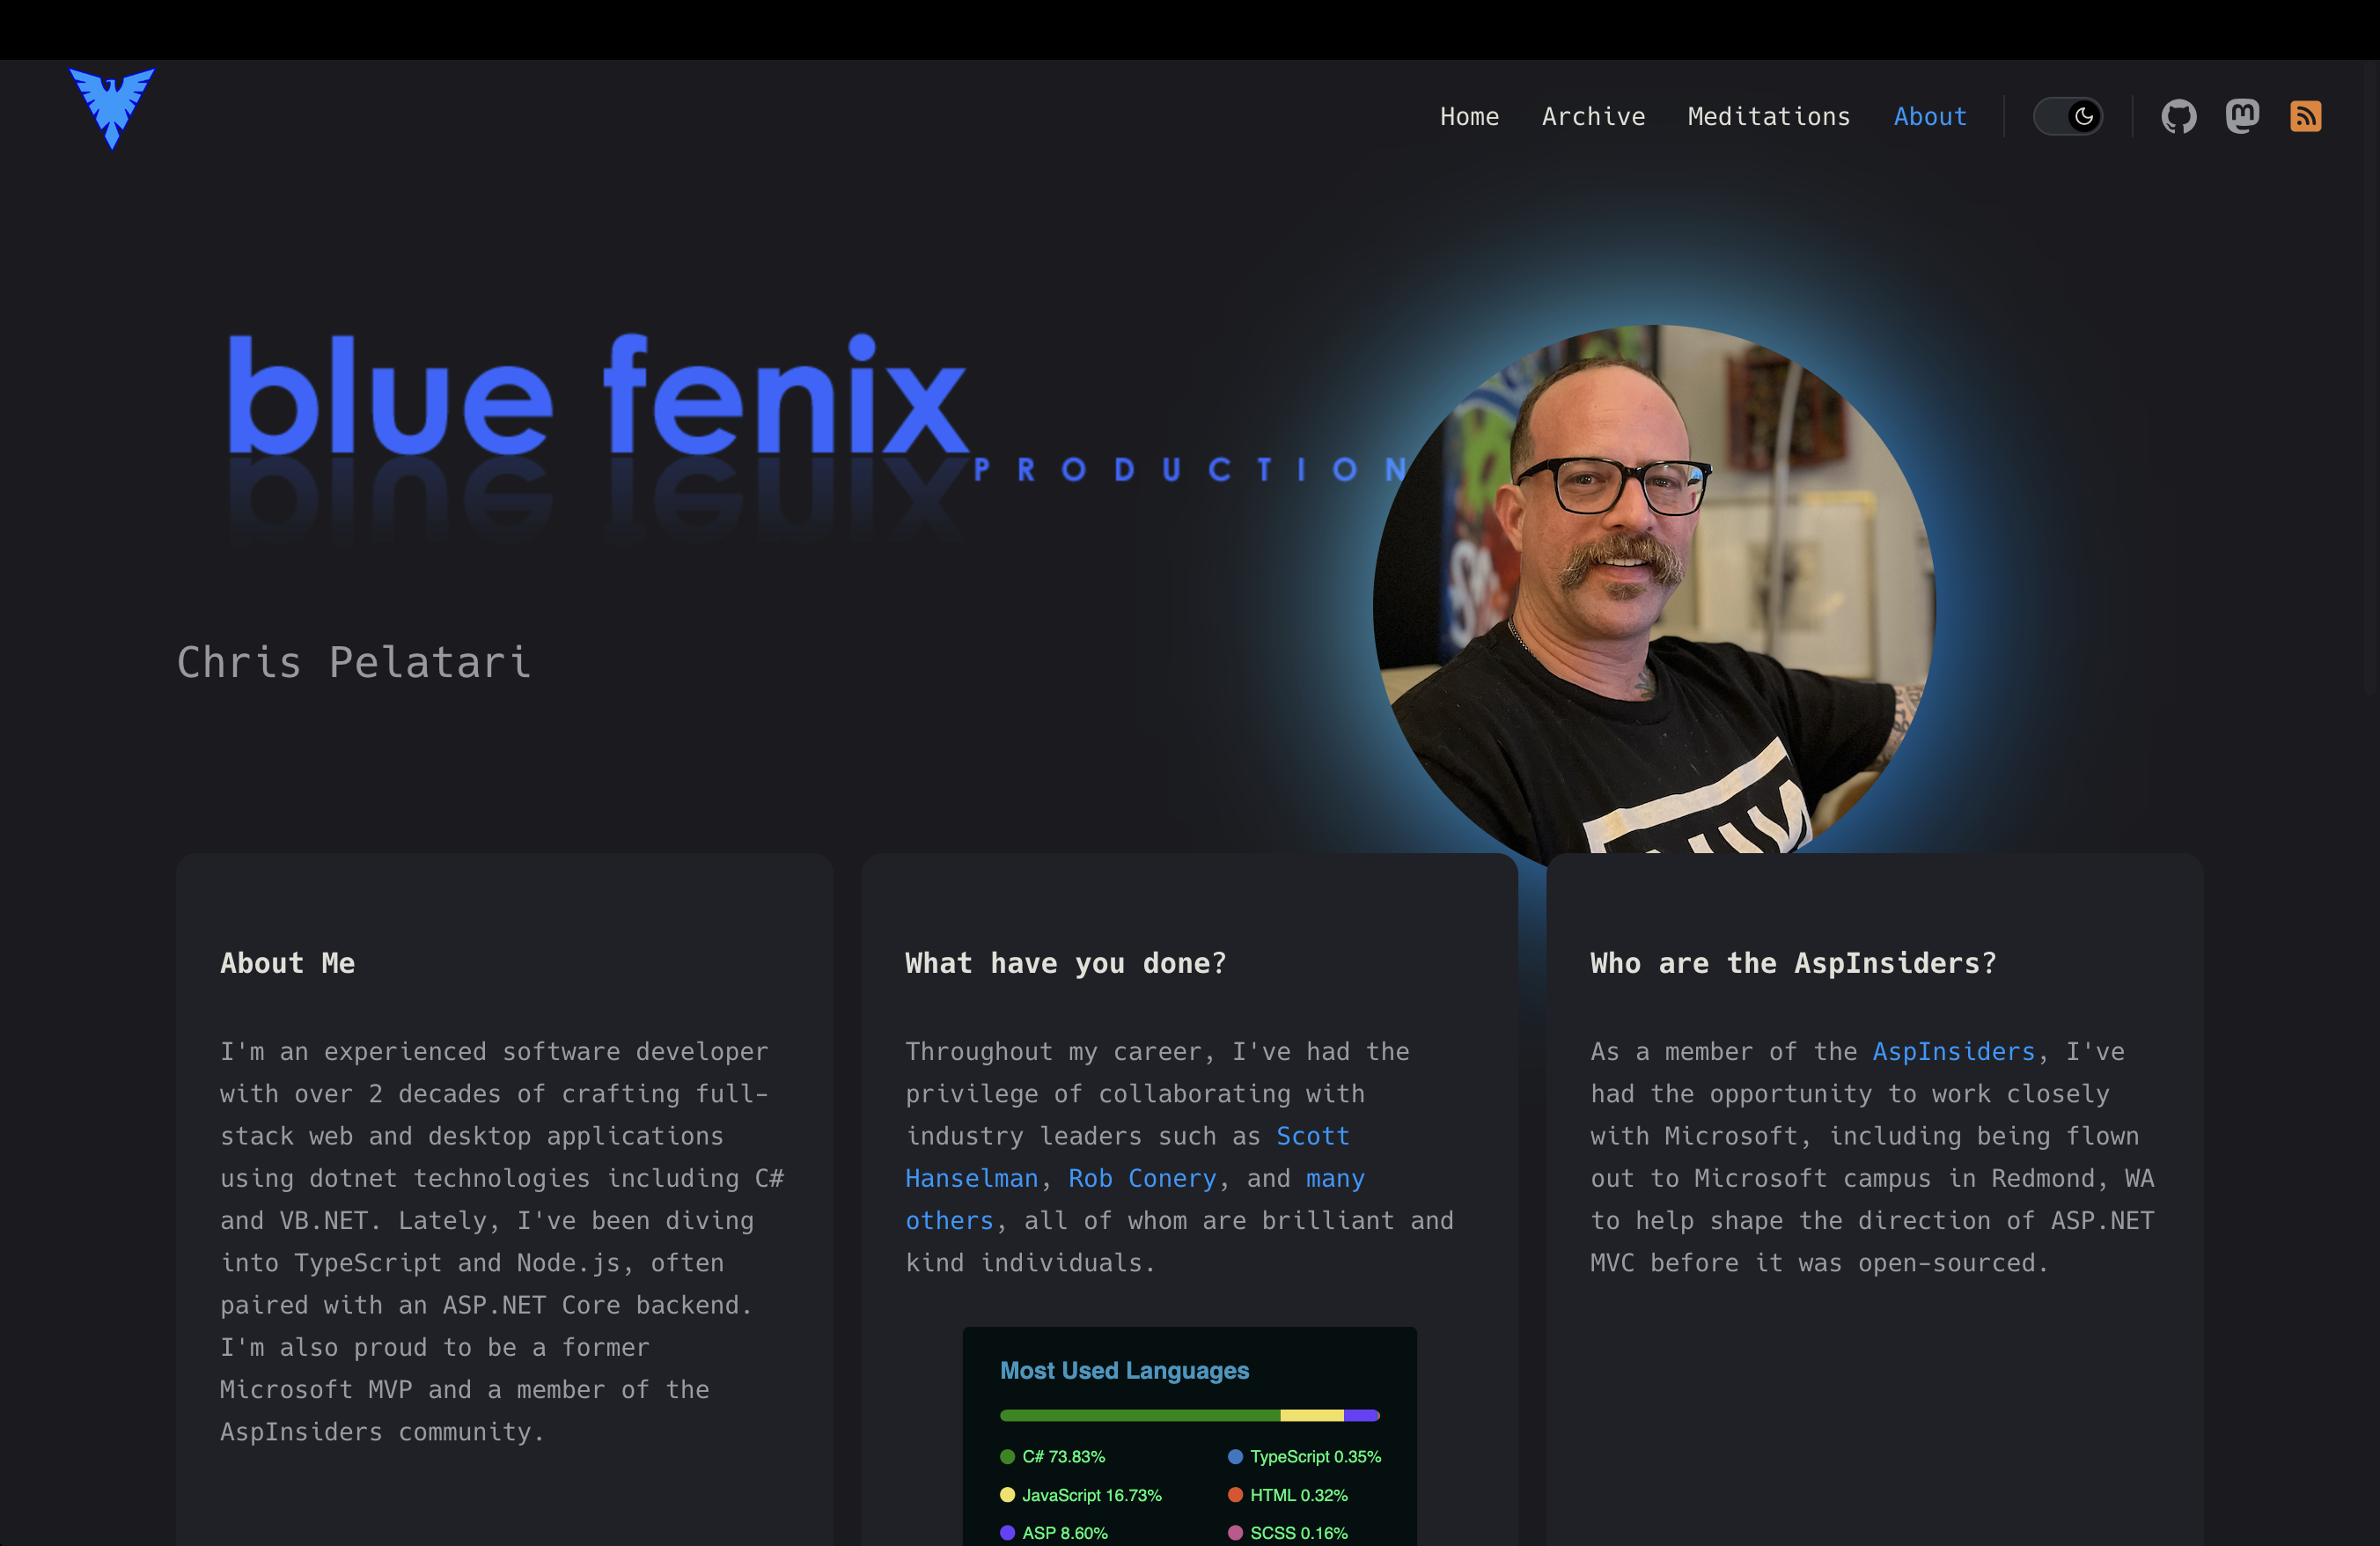 Home Archive Meditations About
blue fenix
PRODUCTION
Chris Pelatari
About Me
I'm an experienced software developer
with over 2 decades of crafting full-
stack web and desktop applications
using dotnet technologies including C#
and VB.NET. Lately, I've been diving
into TypeScript and Node.js, often
paired with an ASP.NET Core backend.
I'm also proud to be a former
Microsoft MVP and a member of the
AspInsiders community.
What have you done?
Throughout my career, I've had the
privilege of collaborating with
industry leaders such as Scott
Hanselman, Rob Conery, and many
others, all of whom are brilliant and
kind individuals.
Most Used Languages
C# 73.83%
JavaScript 16.73%
ASP 8.60%
TypeScript 0.35%
HTML 0.32%
SCSS 0.16%
Who are the AspInsiders?
As a member of the AspInsiders, I've
had the opportunity to work closely
with Microsoft, including being flown
out to Microsoft campus in Redmond, WA
to help shape the direction of ASP.NET
MVC before it was open-sourced.